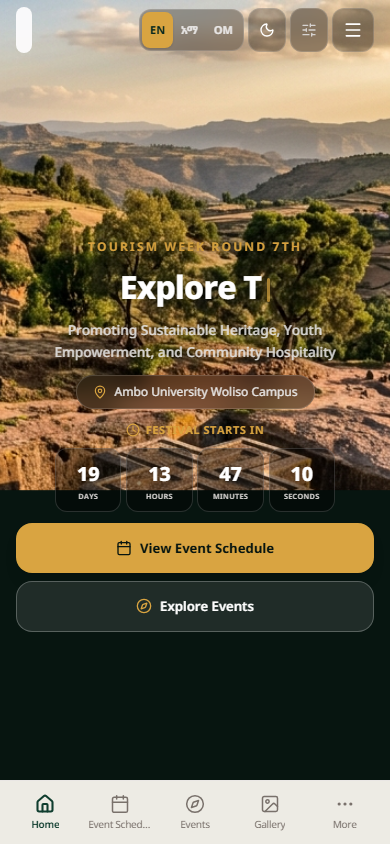 EN አማ OM
TOURISM WEEK ROUND 7TH
Explore T
Promoting Sustainable Heritage, Youth
Empowerment, and Community Hospitality
Ambo University Woliso Campus
FESTIVAL STARTS IN
19 13 47 10
DAYS HOURS MINUTES SECONDS
View Event Schedule
Explore Events
Home Event Sched... Events Gallery More